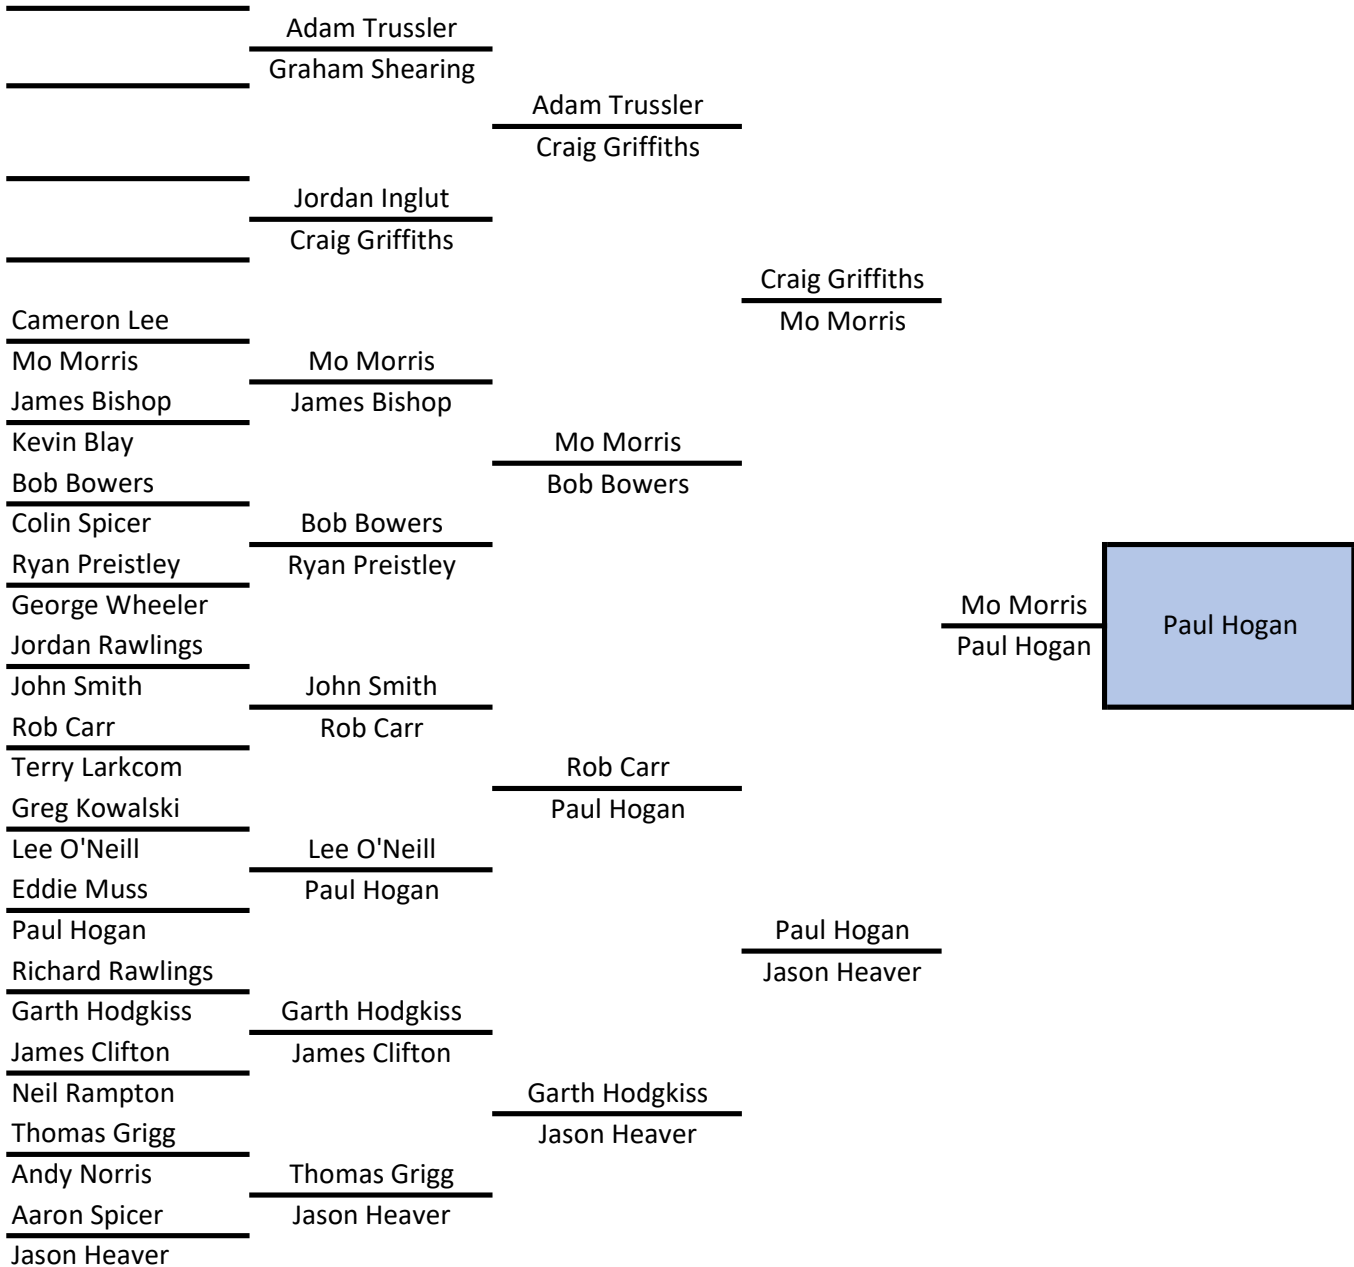 Adam Trussler
Graham Shearing
Adam Trussler
Craig Griffiths
Jordan Inglut
Craig Griffiths
Craig Griffiths
Mo Morris
Cameron Lee
Mo Morris
Mo Morris
James Bishop
James Bishop
Kevin Blay
Mo Morris
Bob Bowers
Bob Bowers
Colin Spicer
Bob Bowers
Ryan Preistley
Ryan Preistley
George Wheeler
Mo Morris
Paul Hogan
Paul Hogan
Jordan Rawlings
John Smith
John Smith
Rob Carr
Rob Carr
Terry Larkcom
Rob Carr
Greg Kowalski
Paul Hogan
Lee O'Neill
Lee O'Neill
Eddie Muss
Paul Hogan
Paul Hogan
Paul Hogan
Richard Rawlings
Jason Heaver
Garth Hodgkiss
Garth Hodgkiss
James Clifton
James Clifton
Neil Rampton
Garth Hodgkiss
Thomas Grigg
Jason Heaver
Andy Norris
Thomas Grigg
Aaron Spicer
Jason Heaver
Jason Heaver